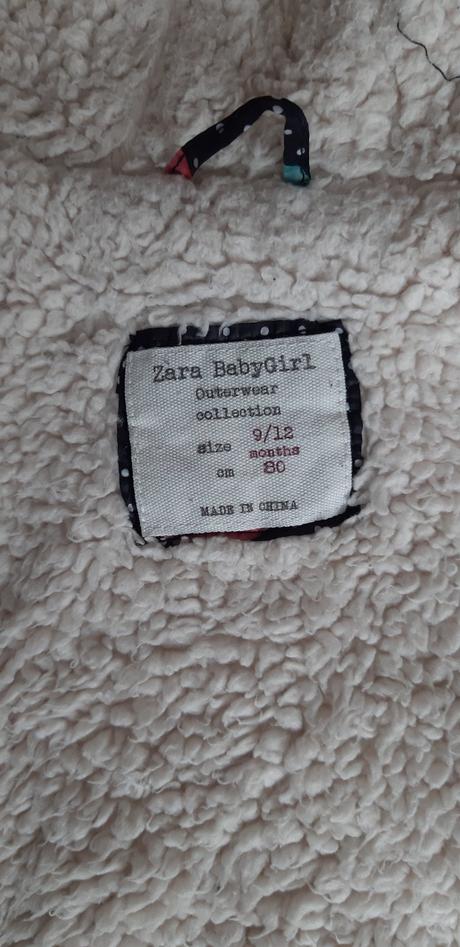 Zara BabyGirl
Outerwear
collection
size 9/12
months
cm 80
MADE IN CHINA